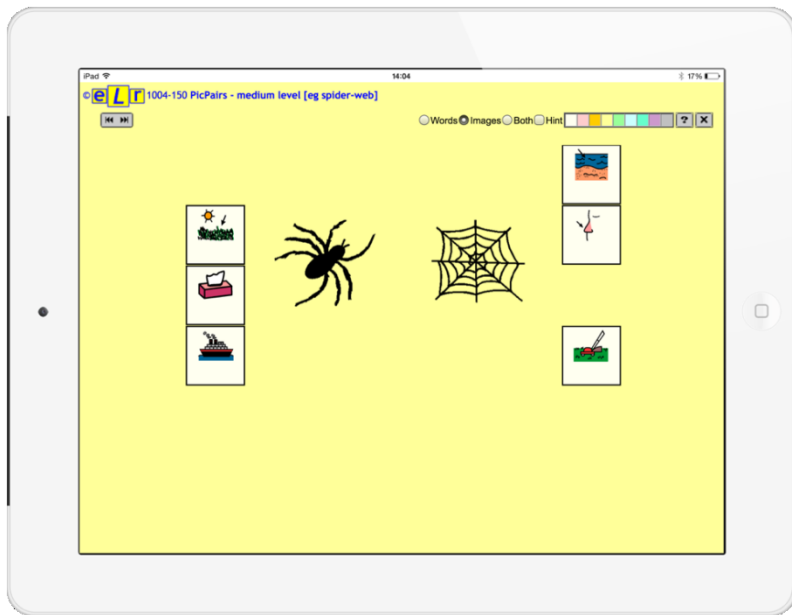 iPad 14:04 17%
© eLr 1004-150 PicPairs - medium level [eg spider-web]
Words Images Both Hint ? X